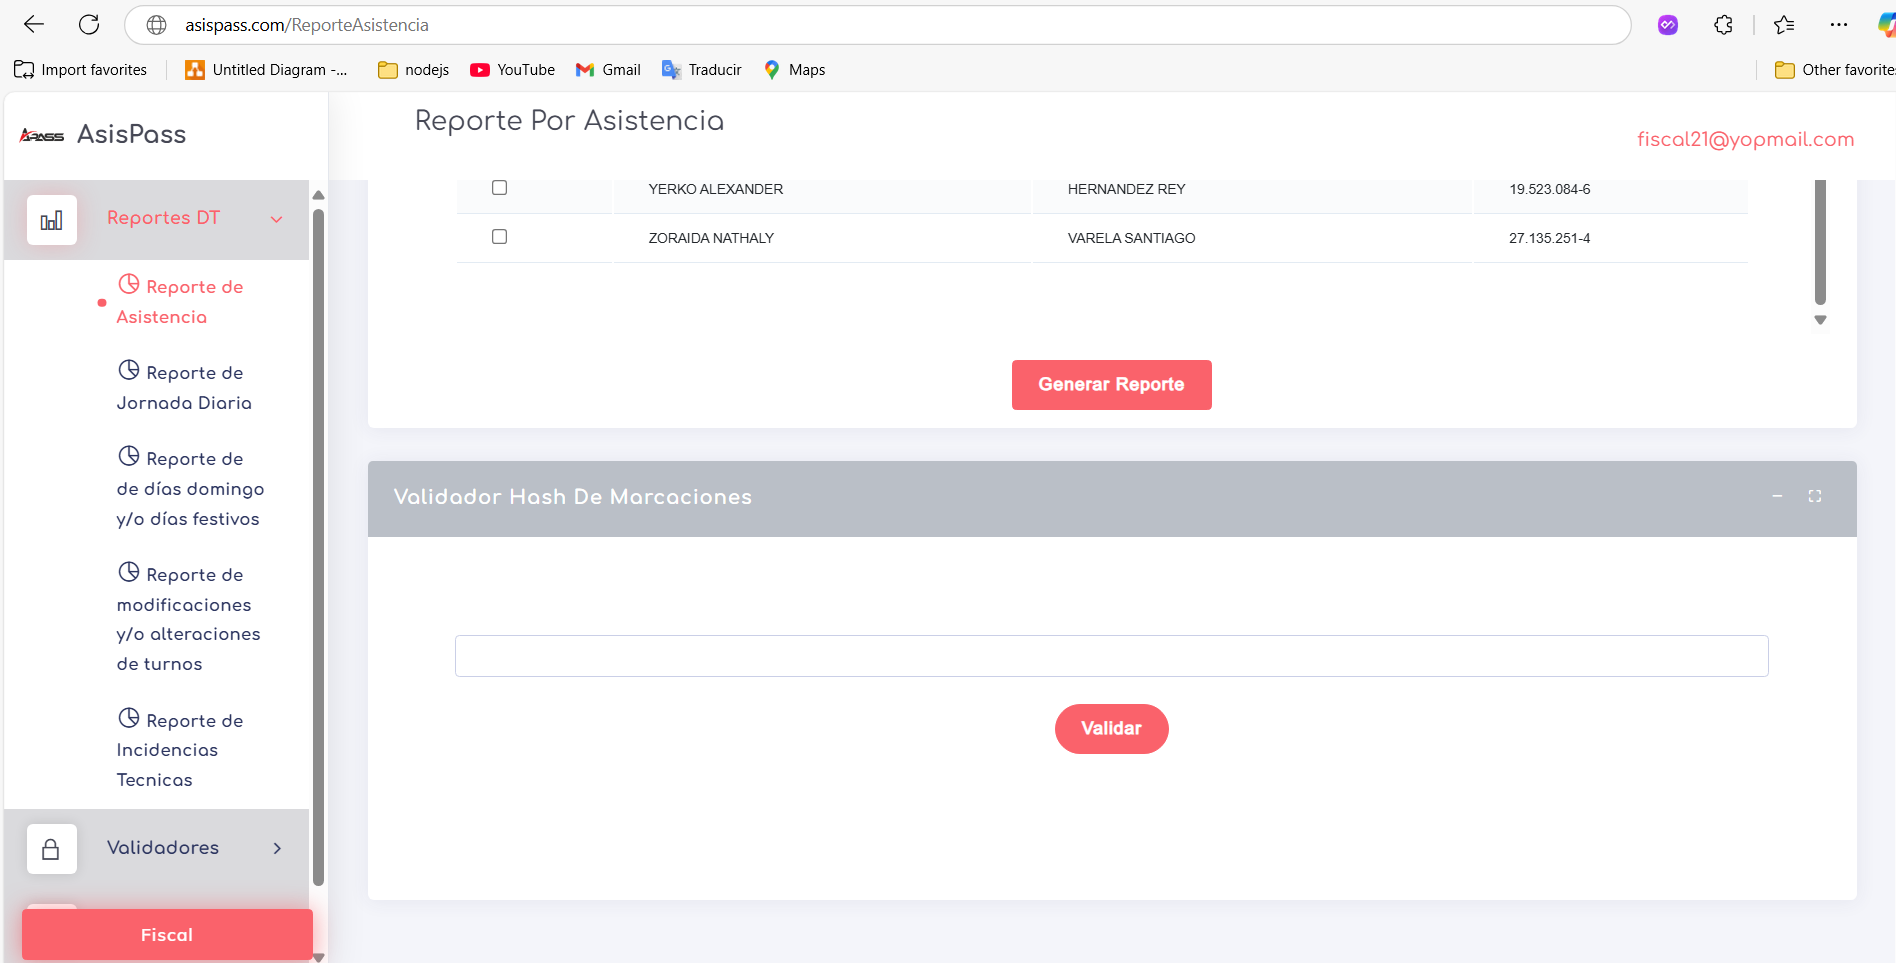 asispass.com/ReporteAsistencia
Import favorites
Untitled Diagram -...
nodejs
YouTube
Gmail
Traducir
Maps
Other favorite
APASS
AsisPass
Reporte Por Asistencia
fiscal21@yopmail.com
Reportes DT
Reporte de
Asistencia
Reporte de
Jornada Diaria
Reporte de
de días domingo
y/o días festivos
Reporte de
modificaciones
y/o alteraciones
de turnos
Reporte de
Incidencias
Tecnicas
Validadores
Fiscal
YERKO ALEXANDER HERNANDEZ REY 19.523.084-6
ZORAIDA NATHALY VARELA SANTIAGO 27.135.251-4
Generar Reporte
Validador Hash De Marcaciones
Validar